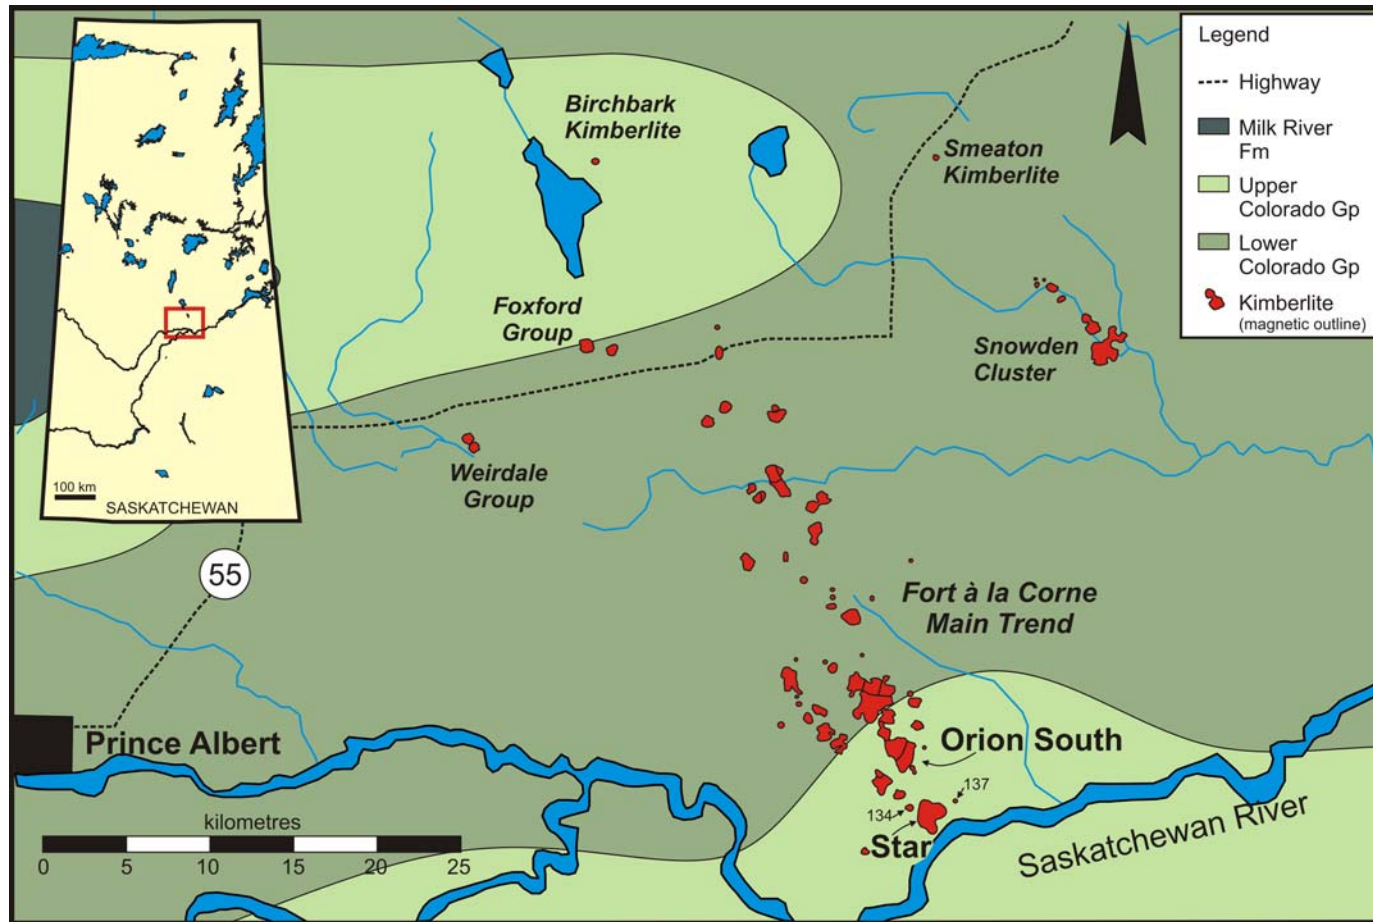 Legend
Highway
Milk River
Fm
Upper
Colorado Gp
Lower
Colorado Gp
Kimberlite
(magnetic outline)
Birchbark
Kimberlite
Smeaton
Kimberlite
Foxford
Group
Snowden
Cluster
Weirdale
Group
100 km
SASKATCHEWAN
55
Fort à la Corne
Main Trend
Prince Albert
Orion South
137
134
Star
Saskatchewan River
kilometres
0 5 10 15 20 25